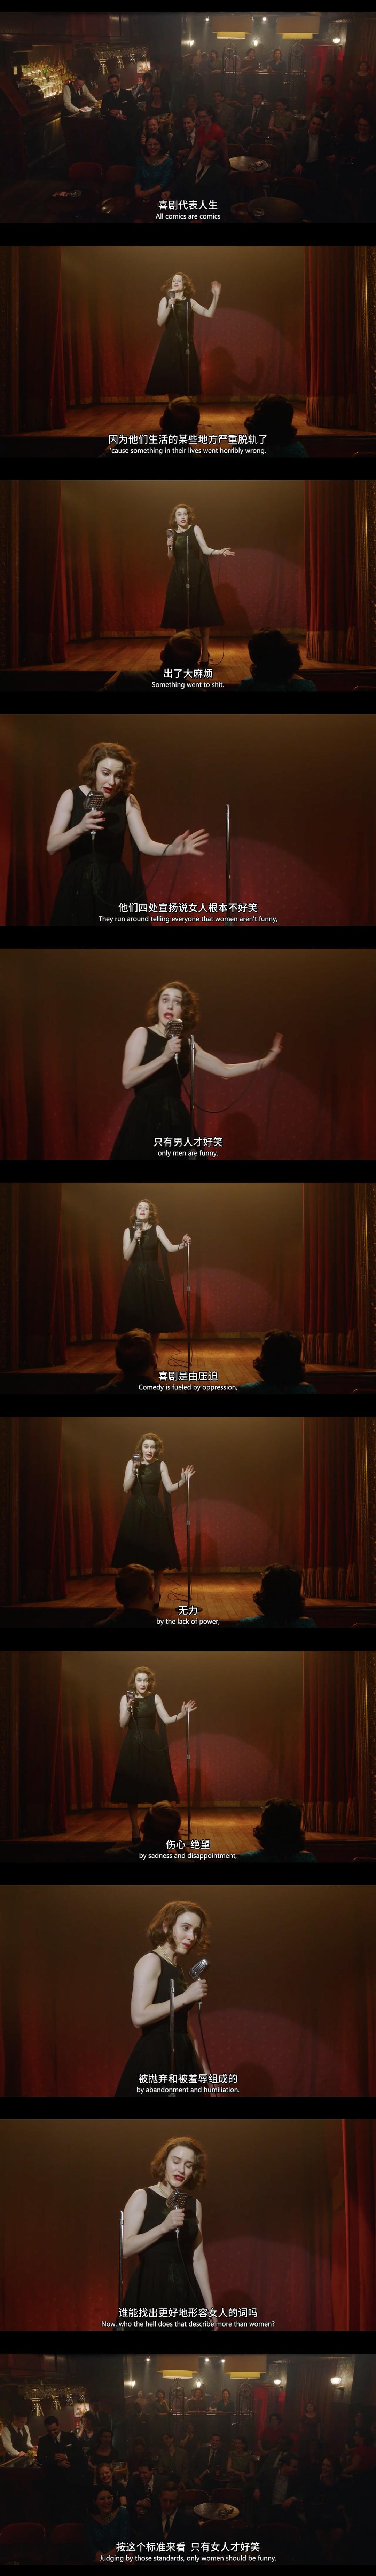 喜剧代表人生
All comics are comics
因为他们生活的某些地方严重脱轨了
'cause something in their lives went horribly wrong.
出了大麻烦
Something went to shit.
他们四处宣扬说女人根本不好笑
They run around telling everyone that women aren't funny,
只有男人才好笑
only men are funny.
喜剧是由压迫
Comedy is fueled by oppression,
无力
by the lack of power,
伤心 绝望
by sadness and disappointment,
被抛弃和被羞辱组成的
by abandonment and humiliation.
谁能找出更好地形容女人的词吗
Now, who the hell does that describe more than women?
按这个标准来看 只有女人才好笑
Judging by those standards, only women should be funny.